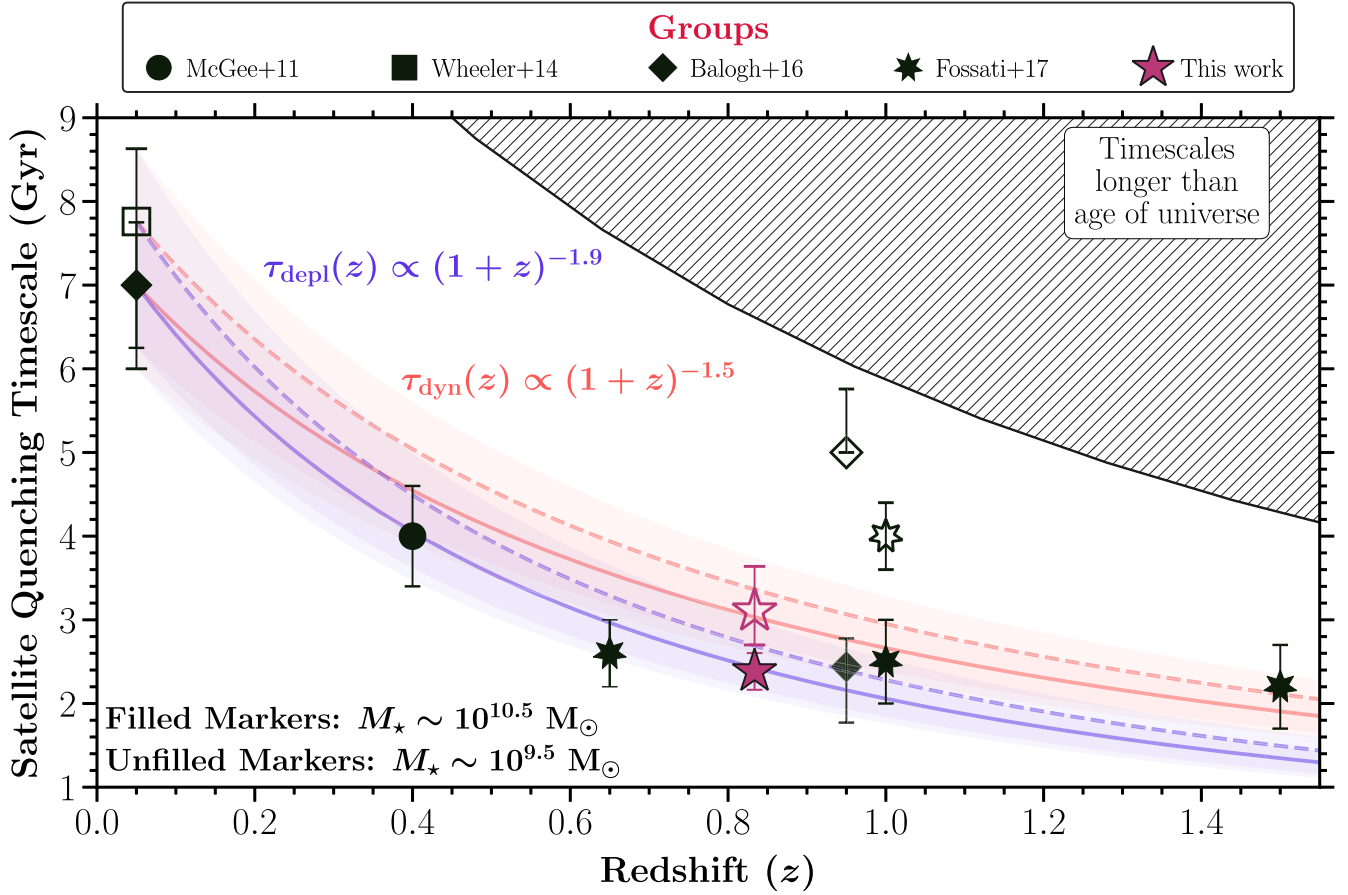 Groups
McGee+11 Wheeler+14 Balogh+16 Fossati+17 This work
Satellite Quenching Timescale (Gyr)
9
8
7
6
5
4
3
2
1
Timescales
longer than
age of universe
τ_depl(z) ∝ (1 + z)^−1.9
τ_dyn(z) ∝ (1 + z)^−1.5
Filled Markers: M⋆ ∼ 10^10.5 M⊙
Unfilled Markers: M⋆ ∼ 10^9.5 M⊙
0.0 0.2 0.4 0.6 0.8 1.0 1.2 1.4
Redshift (z)